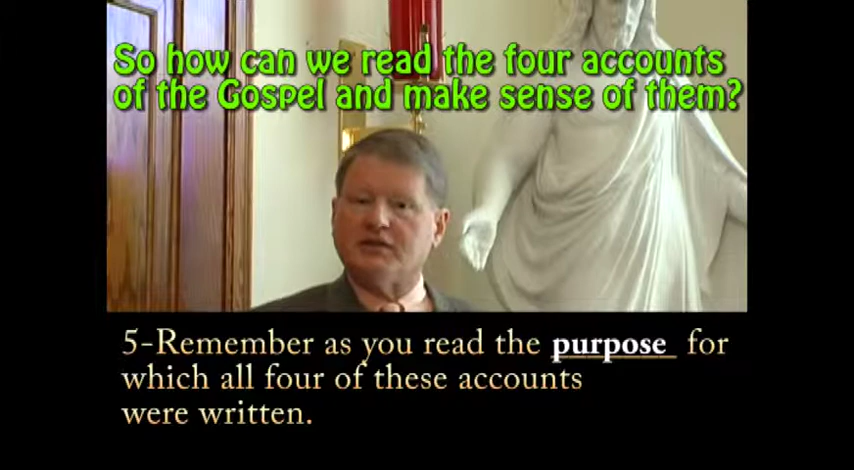 So how can we read the four accounts
of the Gospel and make sense of them?
5-Remember as you read the purpose for
which all four of these accounts
were written.